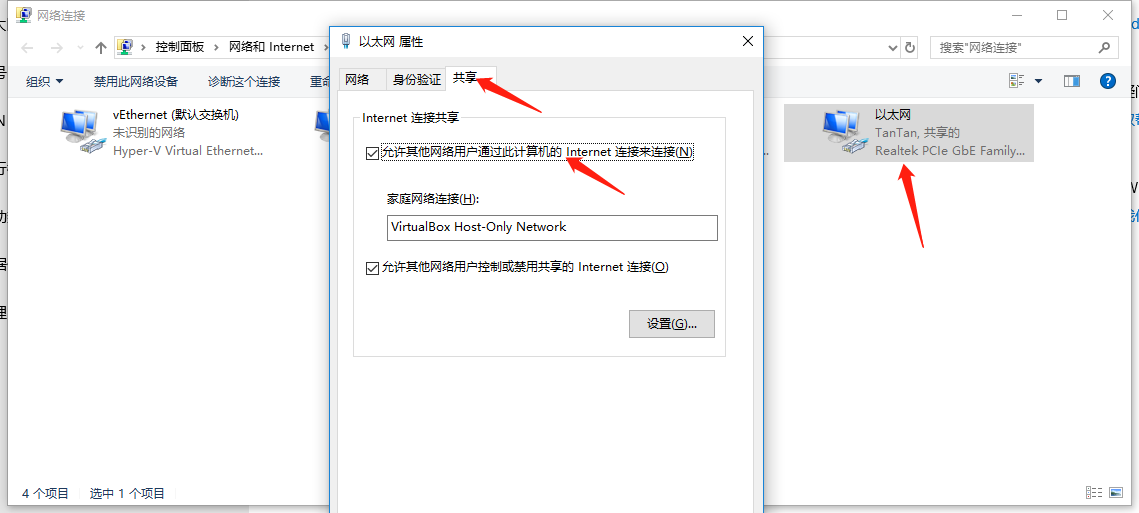 网络连接
控制面板 › 网络和 Internet ›
搜索"网络连接"
组织 禁用此网络设备 诊断这个连接 重命
vEthernet (默认交换机)
未识别的网络
Hyper-V Virtual Ethernet...
以太网 属性
网络 身份验证 共享
Internet 连接共享
允许其他网络用户通过此计算机的 Internet 连接来连接(N)
家庭网络连接(H):
VirtualBox Host-Only Network
允许其他网络用户控制或禁用共享的 Internet 连接(O)
设置(G)...
以太网
TanTan, 共享的
Realtek PCIe GbE Family...
4 个项目 选中 1 个项目